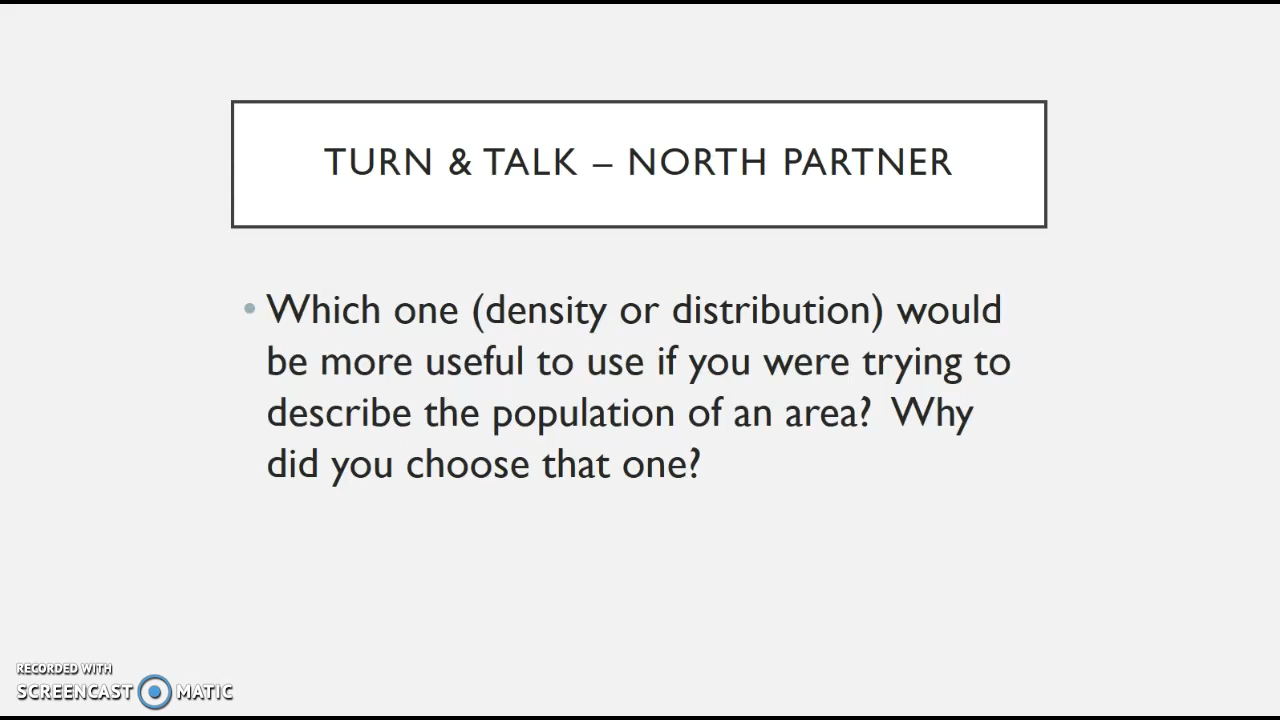 TURN & TALK – NORTH PARTNER
• Which one (density or distribution) would
be more useful to use if you were trying to
describe the population of an area?  Why
did you choose that one?
RECORDED WITH
SCREENCAST MATIC